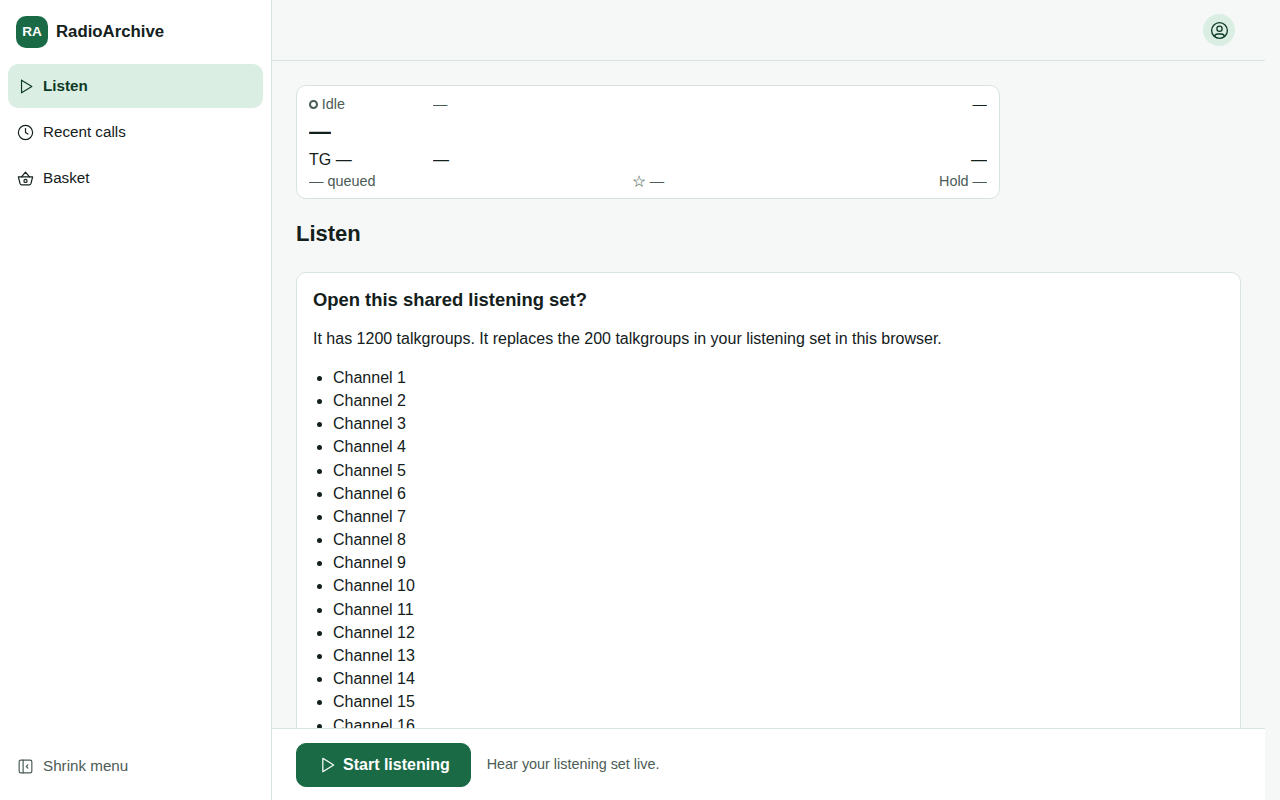 RA RadioArchive
Listen
Recent calls
Basket
Shrink menu
Idle — —
—
TG — — —
— queued ☆ — Hold —
Listen
Open this shared listening set?
It has 1200 talkgroups. It replaces the 200 talkgroups in your listening set in this browser.
• Channel 1
• Channel 2
• Channel 3
• Channel 4
• Channel 5
• Channel 6
• Channel 7
• Channel 8
• Channel 9
• Channel 10
• Channel 11
• Channel 12
• Channel 13
• Channel 14
• Channel 15
• Channel 16
Start listening Hear your listening set live.